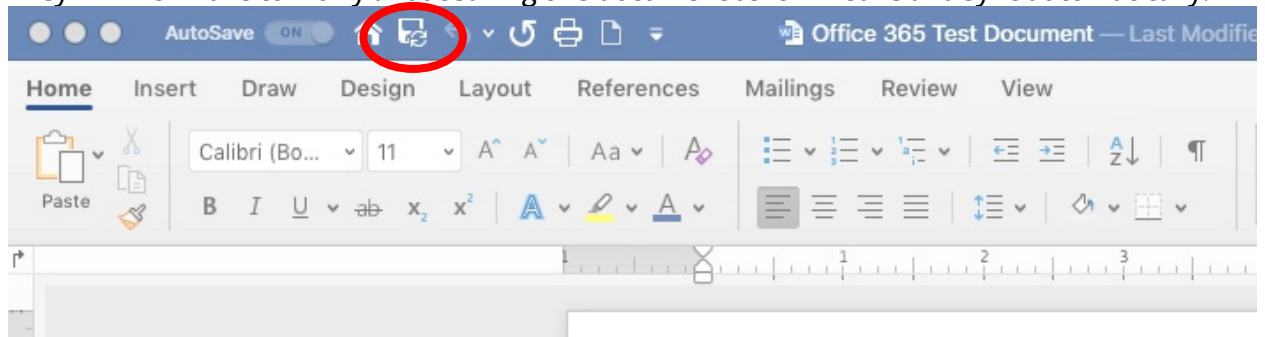 AutoSave ON Office 365 Test Document — Last Modifie
Home Insert Draw Design Layout References Mailings Review View
Calibri (Bo... 11 A^ A˅ Aa A
Paste B I U ab x₂ x² A A
1 1 2 3